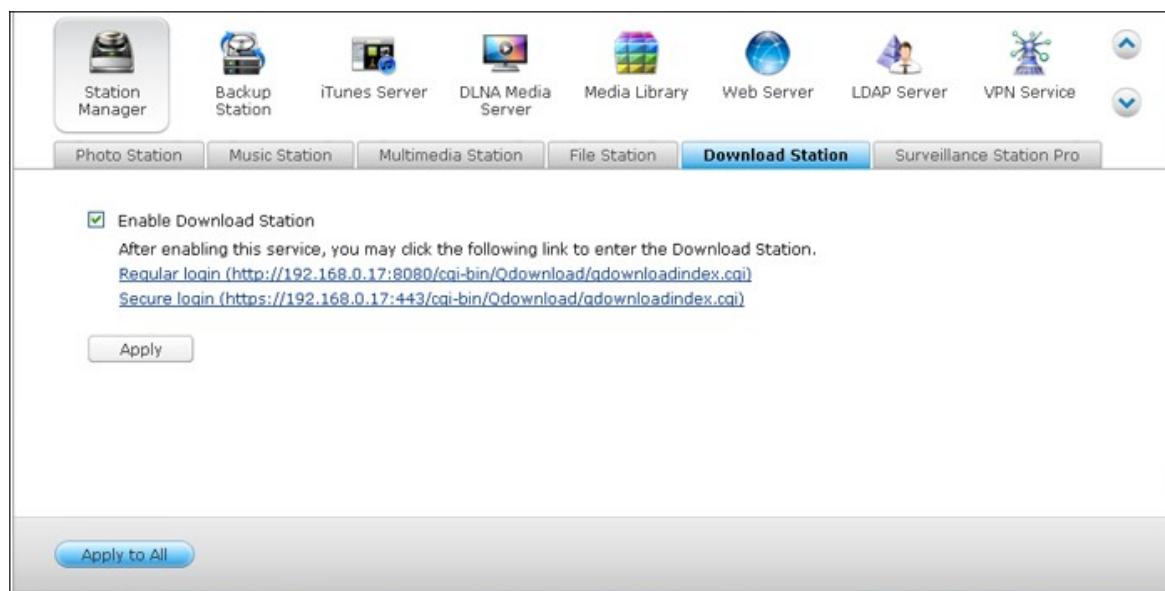 Station Manager
Backup Station
iTunes Server
DLNA Media Server
Media Library
Web Server
LDAP Server
VPN Service
Photo Station
Music Station
Multimedia Station
File Station
Download Station
Surveillance Station Pro
Enable Download Station
After enabling this service, you may click the following link to enter the Download Station.
Regular login (http://192.168.0.17:8080/cgi-bin/Qdownload/qdownloadindex.cgi)
Secure login (https://192.168.0.17:443/cgi-bin/Qdownload/qdownloadindex.cgi)
Apply
Apply to All